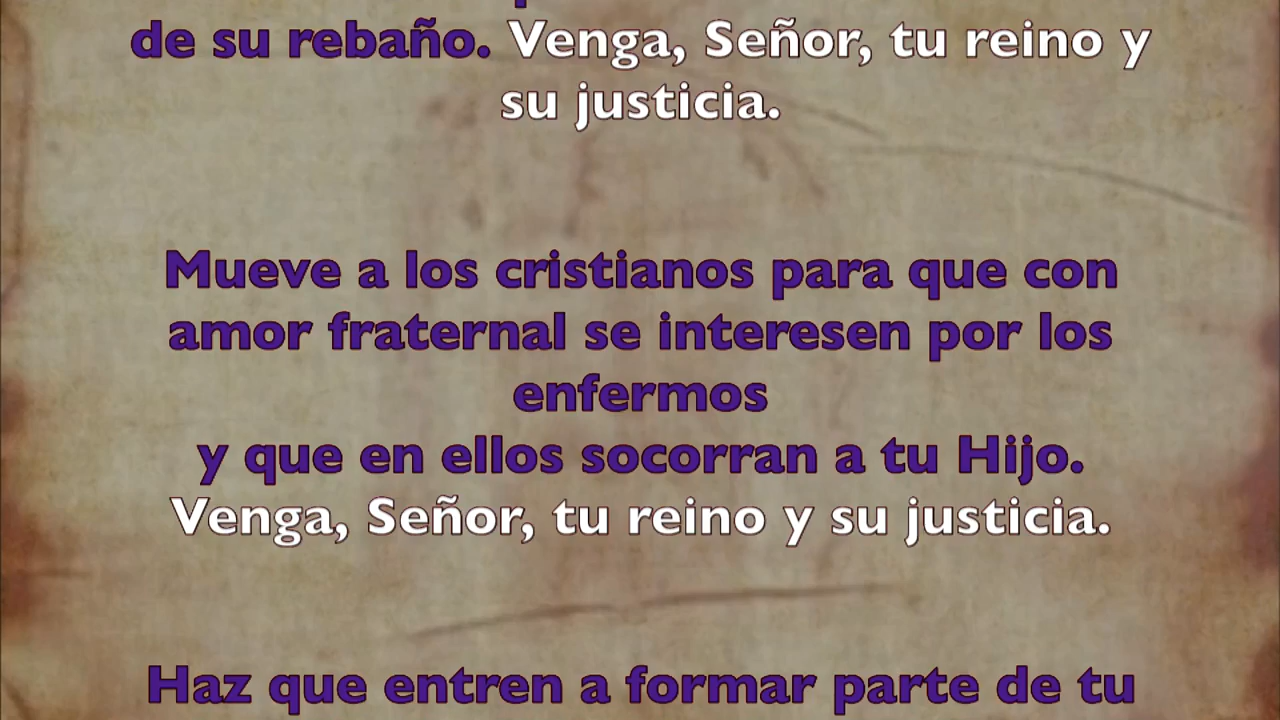 de su rebaño. Venga, Señor, tu reino y
su justicia.
Mueve a los cristianos para que con
amor fraternal se interesen por los
enfermos
y que en ellos socorran a tu Hijo.
Venga, Señor, tu reino y su justicia.
Haz que entren a formar parte de tu